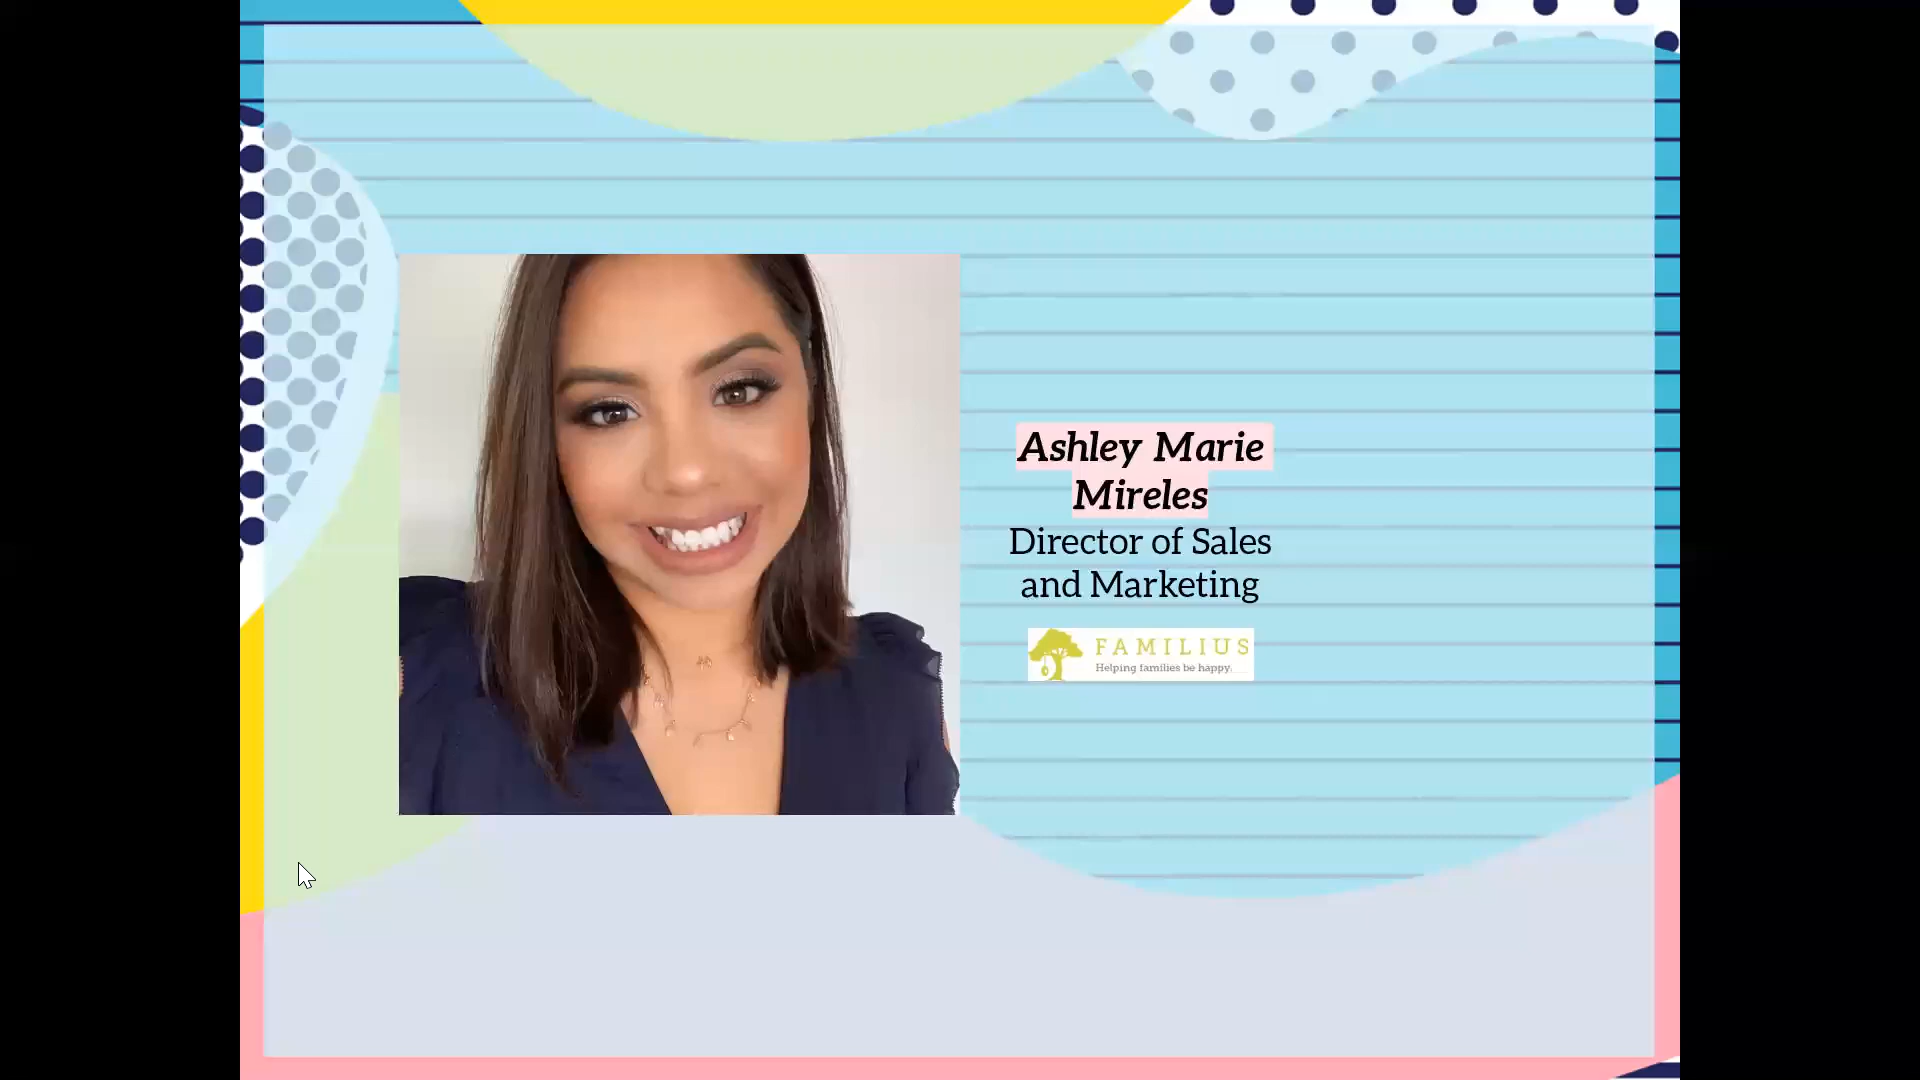 Ashley Marie
Mireles
Director of Sales
and Marketing
FAMILIUS
Helping families be happy.